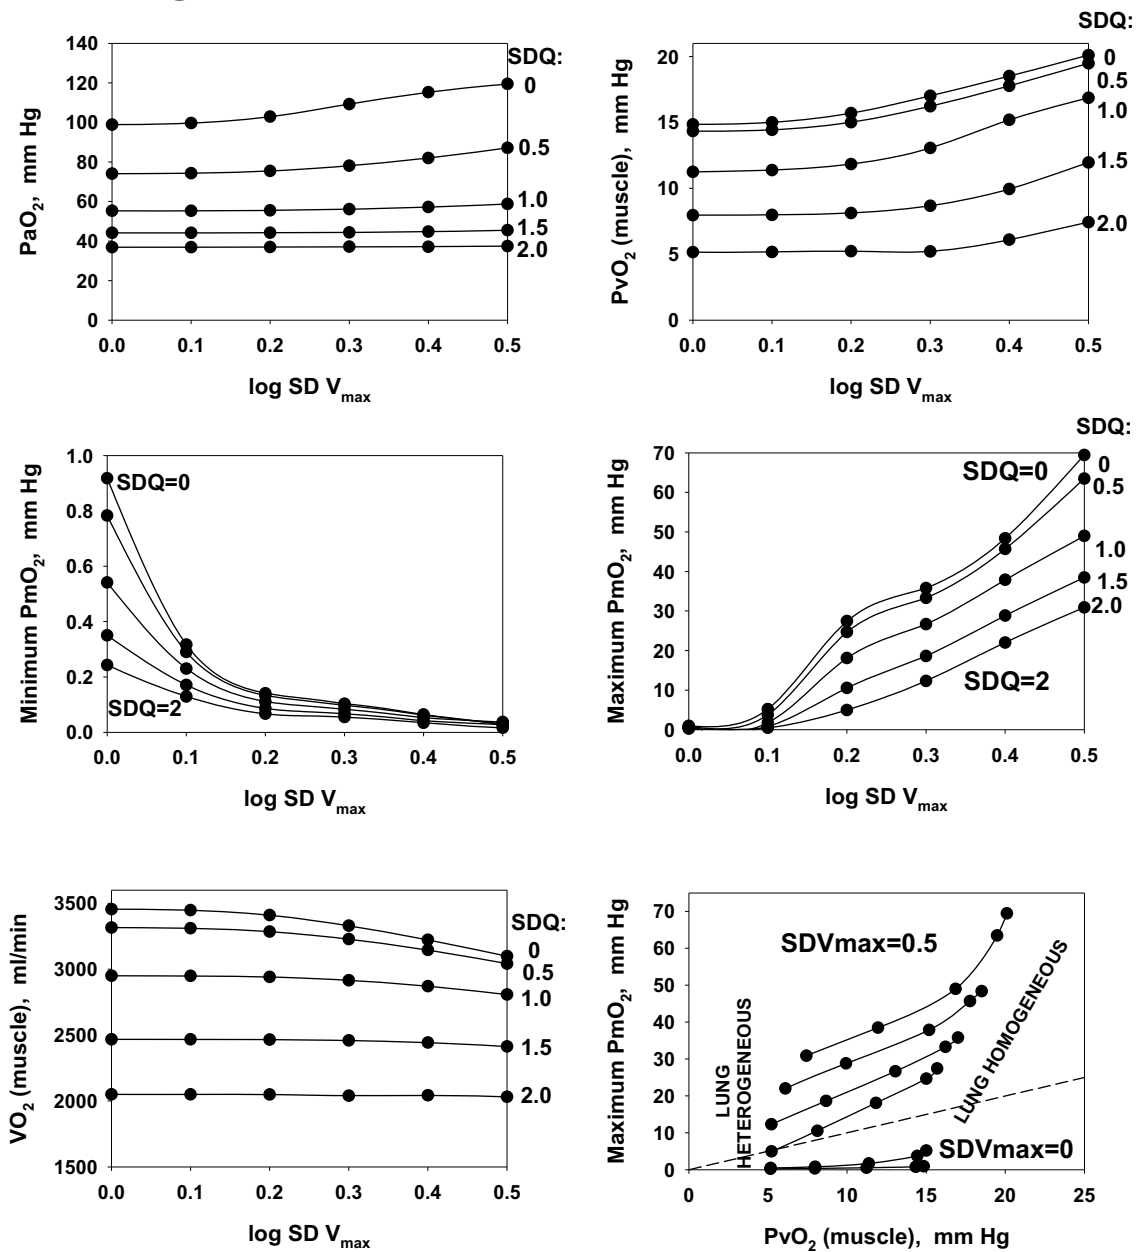 SDQ:
140
120
100
80
60
40
20
0
0.0 0.1 0.2 0.3 0.4 0.5
0
0.5
1.0
1.5
2.0
PaO2, mm Hg
log SD Vmax
SDQ:
20
15
10
5
0
0.0 0.1 0.2 0.3 0.4 0.5
0
0.5
1.0
1.5
2.0
PvO2 (muscle), mm Hg
log SD Vmax
1.0
0.8
0.6
0.4
0.2
0.0
0.0 0.1 0.2 0.3 0.4 0.5
SDQ=0
SDQ=2
Minimum PmO2, mm Hg
log SD Vmax
SDQ:
70
60
50
40
30
20
10
0
0.0 0.1 0.2 0.3 0.4 0.5
SDQ=0
0
0.5
1.0
1.5
2.0
SDQ=2
Maximum PmO2, mm Hg
log SD Vmax
3500
3000
2500
2000
1500
0.0 0.1 0.2 0.3 0.4 0.5
SDQ:
0
0.5
1.0
1.5
2.0
VO2 (muscle), ml/min
log SD Vmax
70
60
50
40
30
20
10
0
0 5 10 15 20 25
SDVmax=0.5
LUNG
HETEROGENEOUS
LUNG HOMOGENEOUS
SDVmax=0
Maximum PmO2, mm Hg
PvO2 (muscle), mm Hg